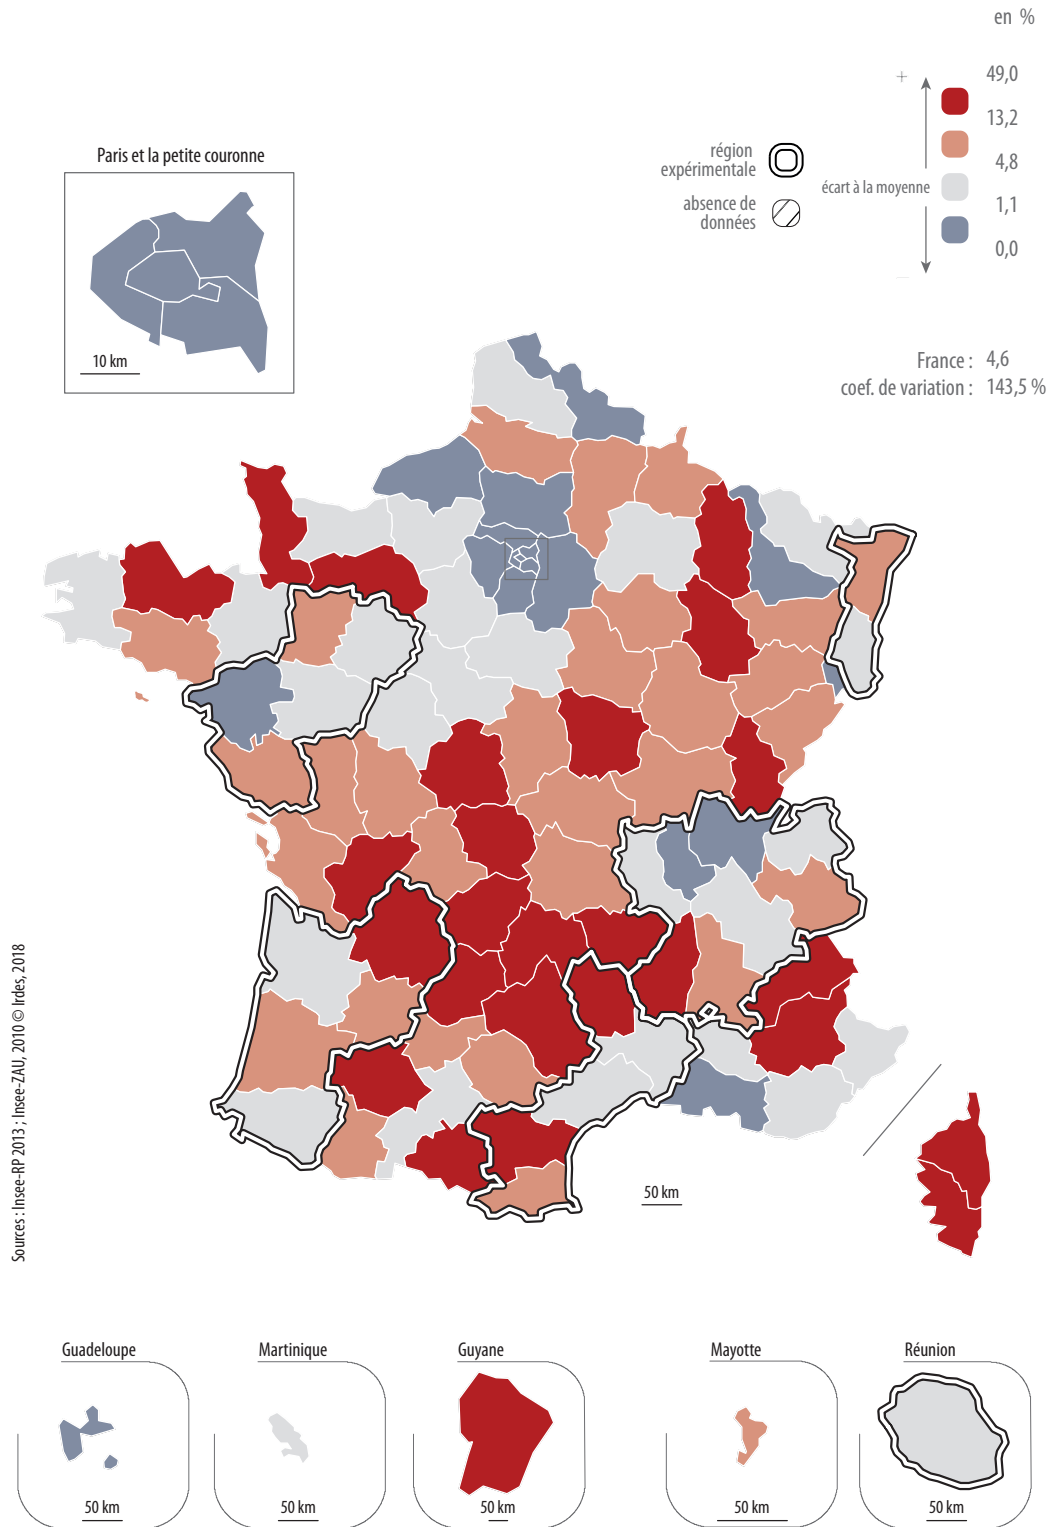 en %
+
49,0
13,2
4,8
1,1
0,0
écart à la moyenne
région
expérimentale
absence de
données
France : 4,6
coef. de variation : 143,5 %
Paris et la petite couronne
10 km
50 km
Sources : Insee-RP 2013 ; Insee-ZAU, 2010 © Irdes, 2018
Guadeloupe
50 km
Martinique
50 km
Guyane
50 km
Mayotte
50 km
Réunion
50 km